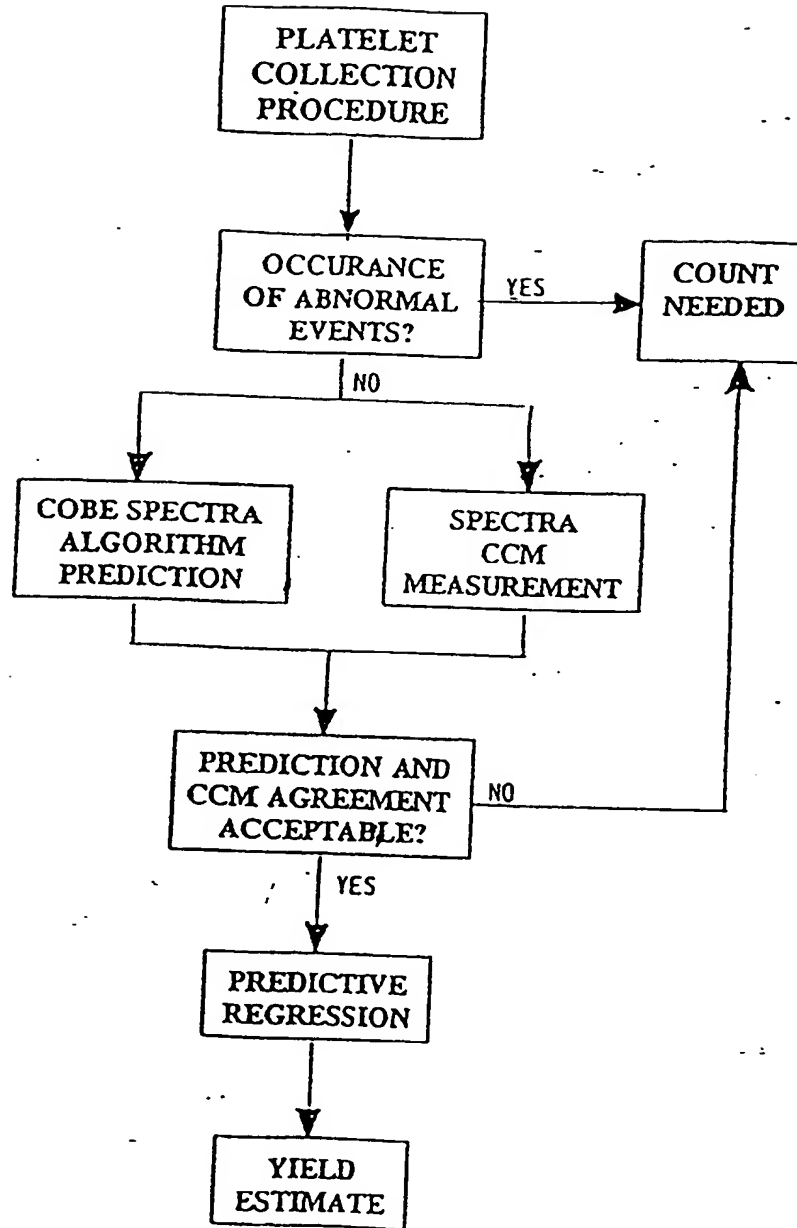 PLATELET
COLLECTION
PROCEDURE
OCCURANCE
OF ABNORMAL
EVENTS?
YES
COUNT
NEEDED
NO
COBE SPECTRA
ALGORITHM
PREDICTION
SPECTRA
CCM
MEASUREMENT
PREDICTION AND
CCM AGREEMENT
ACCEPTABLE?
NO
YES
PREDICTIVE
REGRESSION
YIELD
ESTIMATE